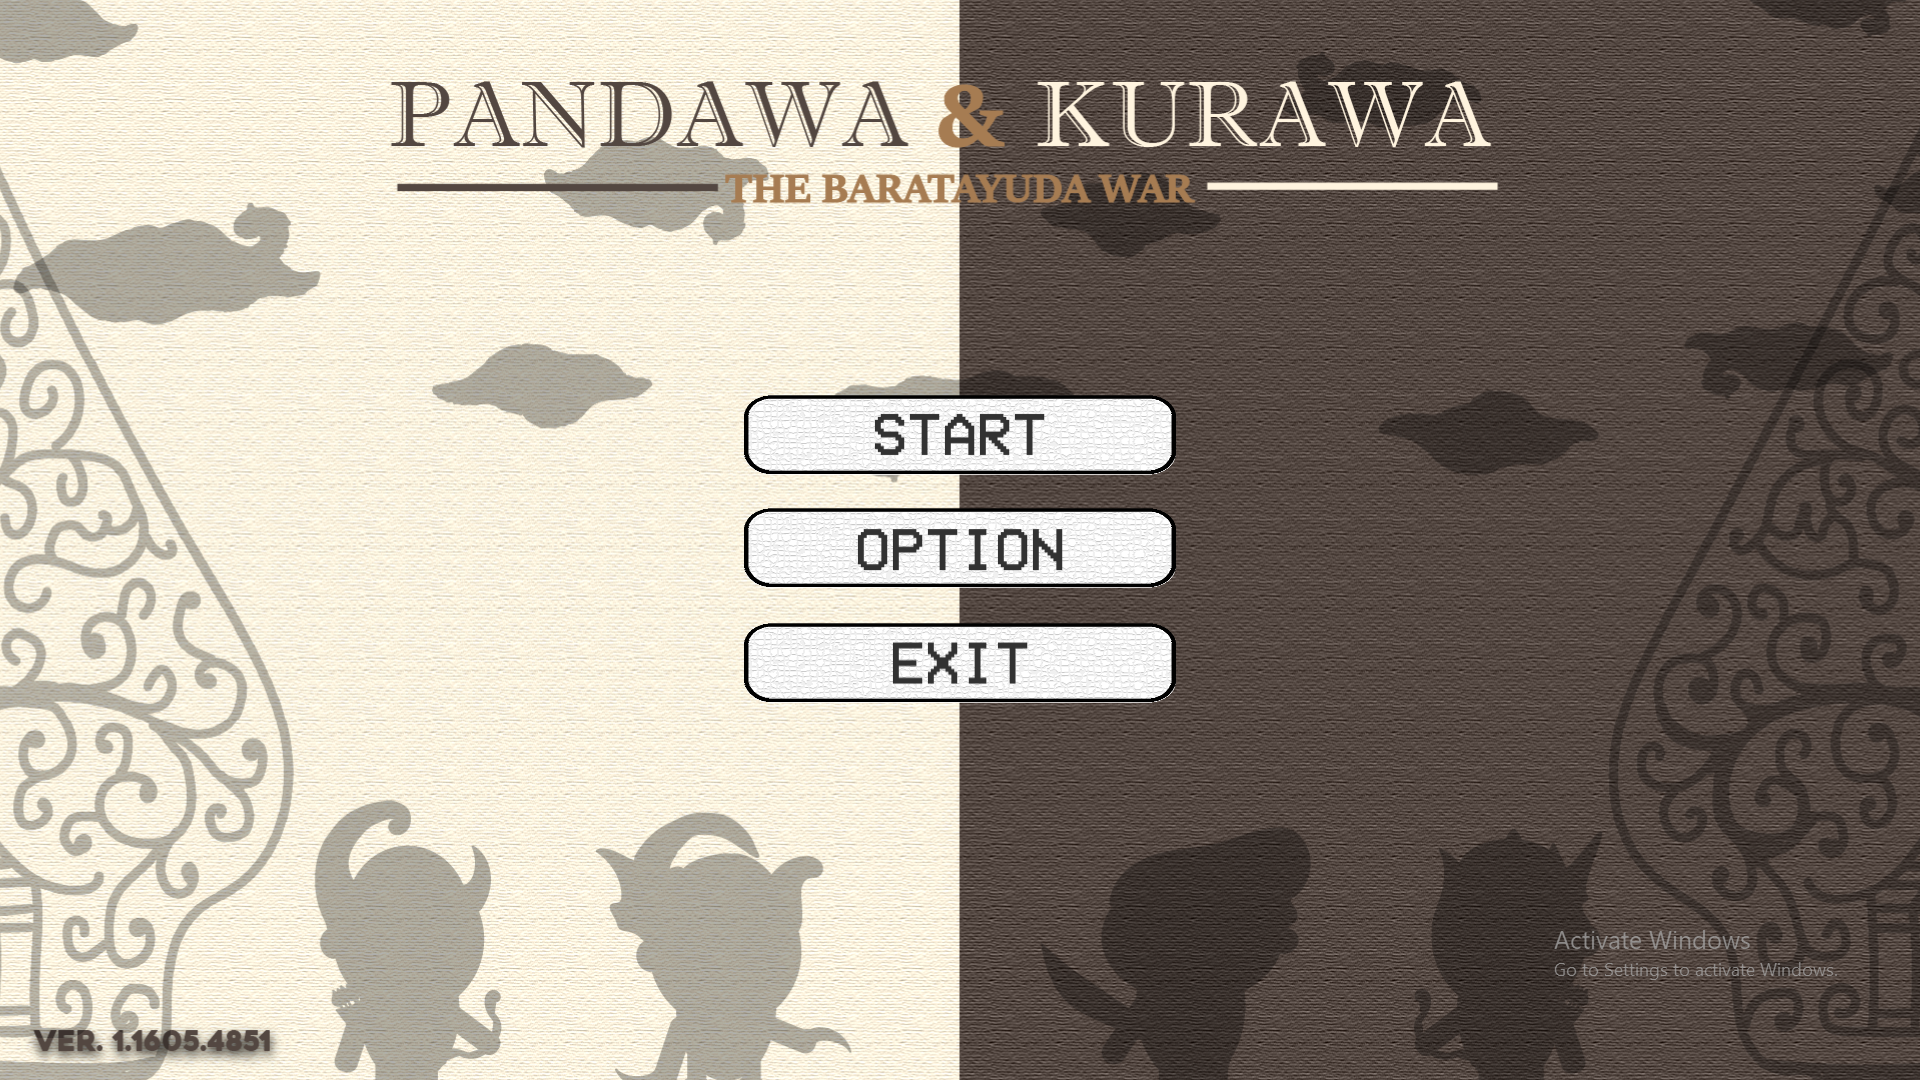 PANDAWA & KURAWA
THE BARATAYUDA WAR
START
OPTION
EXIT
Activate Windows
Go to Settings to activate Windows.
VER. 1.1605.4851